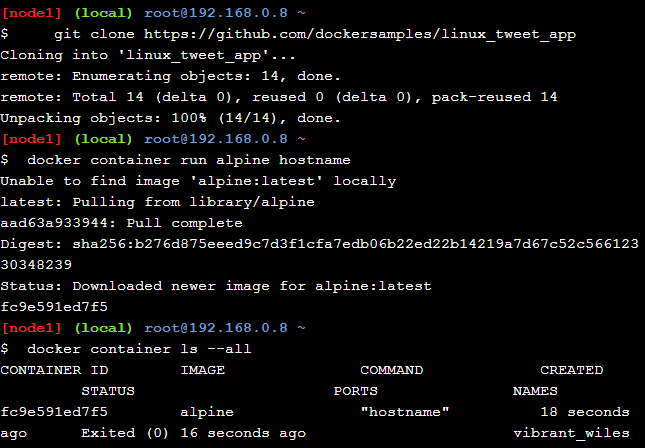 [node1] (local) root@192.168.0.8 ~
$     git clone https://github.com/dockersamples/linux_tweet_app
Cloning into 'linux_tweet_app'...
remote: Enumerating objects: 14, done.
remote: Total 14 (delta 0), reused 0 (delta 0), pack-reused 14
Unpacking objects: 100% (14/14), done.
[node1] (local) root@192.168.0.8 ~
$  docker container run alpine hostname
Unable to find image 'alpine:latest' locally
latest: Pulling from library/alpine
aad63a933944: Pull complete
Digest: sha256:b276d875eeed9c7d3f1cfa7edb06b22ed22b14219a7d67c52c566123
30348239
Status: Downloaded newer image for alpine:latest
fc9e591ed7f5
[node1] (local) root@192.168.0.8 ~
$  docker container ls --all
CONTAINER ID        IMAGE               COMMAND             CREATED
         STATUS                      PORTS               NAMES
fc9e591ed7f5        alpine              "hostname"          18 seconds
ago      Exited (0) 16 seconds ago                       vibrant_wiles